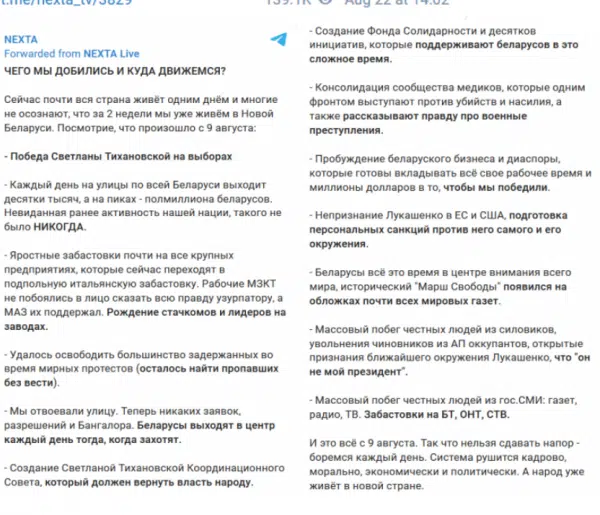 t.me/nexta_tv/3829
139.1K Aug 22 at 14:02
NEXTA
Forwarded from NEXTA Live
ЧЕГО МЫ ДОБИЛИСЬ И КУДА ДВИЖЕМСЯ?
Сейчас почти вся страна живёт одним днём и многие
не осознают, что за 2 недели мы уже живём в Новой
Беларуси. Посмотрие, что произошло с 9 августа:
- Победа Светланы Тихановской на выборах
- Каждый день на улицы по всей Беларуси выходит
десятки тысяч, а на пиках - полмиллиона беларусов.
Невиданная ранее активность нашей нации, такого не
было НИКОГДА.
- Яростные забастовки почти на все крупных
предприятиях, которые сейчас переходят в
подпольную итальянскую забастовку. Рабочие МЗКТ
не побоялись в лицо сказать всю правду узурпатору, а
МАЗ их поддержал. Рождение стачкомов и лидеров на
заводах.
- Удалось освободить большинство задержанных во
время мирных протестов (осталось найти пропавших
без вести).
- Мы отвоевали улицу. Теперь никаких заявок,
разрешений и Бангалора. Беларусы выходят в центр
каждый день тогда, когда захотят.
- Создание Светланой Тихановской Координационного
Совета, который должен вернуть власть народу.
- Создание Фонда Солидарности и десятков
инициатив, которые поддерживают беларусов в это
сложное время.
- Консолидация сообщества медиков, которые одним
фронтом выступают против убийств и насилия, а
также рассказывают правду про военные
преступления.
- Пробуждение беларуского бизнеса и диаспоры,
которые готовы вкладывать всё свое рабочее время и
миллионы долларов в то, чтобы мы победили.
- Непризнание Лукашенко в ЕС и США, подготовка
персональных санкций против него самого и его
окружения.
- Беларусы всё это время в центре внимания всего
мира, исторический "Марш Свободы" появился на
обложках почти всех мировых газет.
- Массовый побег честных людей из силовиков,
увольнения чиновников из АП оккупантов, открытые
признания ближайшего окружения Лукашенко, что "он
не мой президент".
- Массовый побег честных людей из гос.СМИ: газет,
радио, ТВ. Забастовки на БТ, ОНТ, СТВ.
И это всё с 9 августа. Так что нельзя сдавать напор -
боремся каждый день. Система рушится кадрово,
морально, экономически и политически. А народ уже
живёт в новой стране.